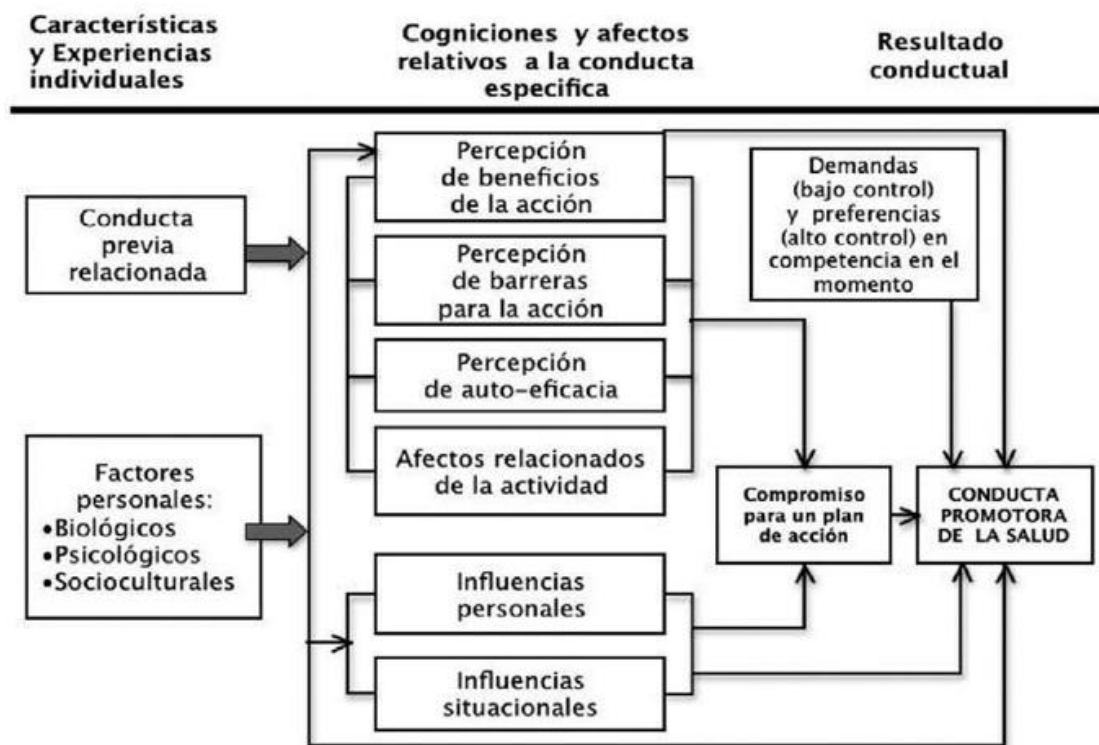 Características
y Experiencias
individuales
Cogniciones y afectos
relativos a la conducta
especifica
Resultado
conductual
Conducta
previa
relacionada
Factores
personales:
•Biológicos
•Psicológicos
•Socioculturales
Percepción
de beneficios
de la acción
Percepción
de barreras
para la acción
Percepción
de auto-eficacia
Afectos relacionados
de la actividad
Influencias
personales
Influencias
situacionales
Demandas
(bajo control)
y preferencias
(alto control) en
competencia en el
momento
Compromiso
para un plan
de acción
CONDUCTA
PROMOTORA
DE LA SALUD